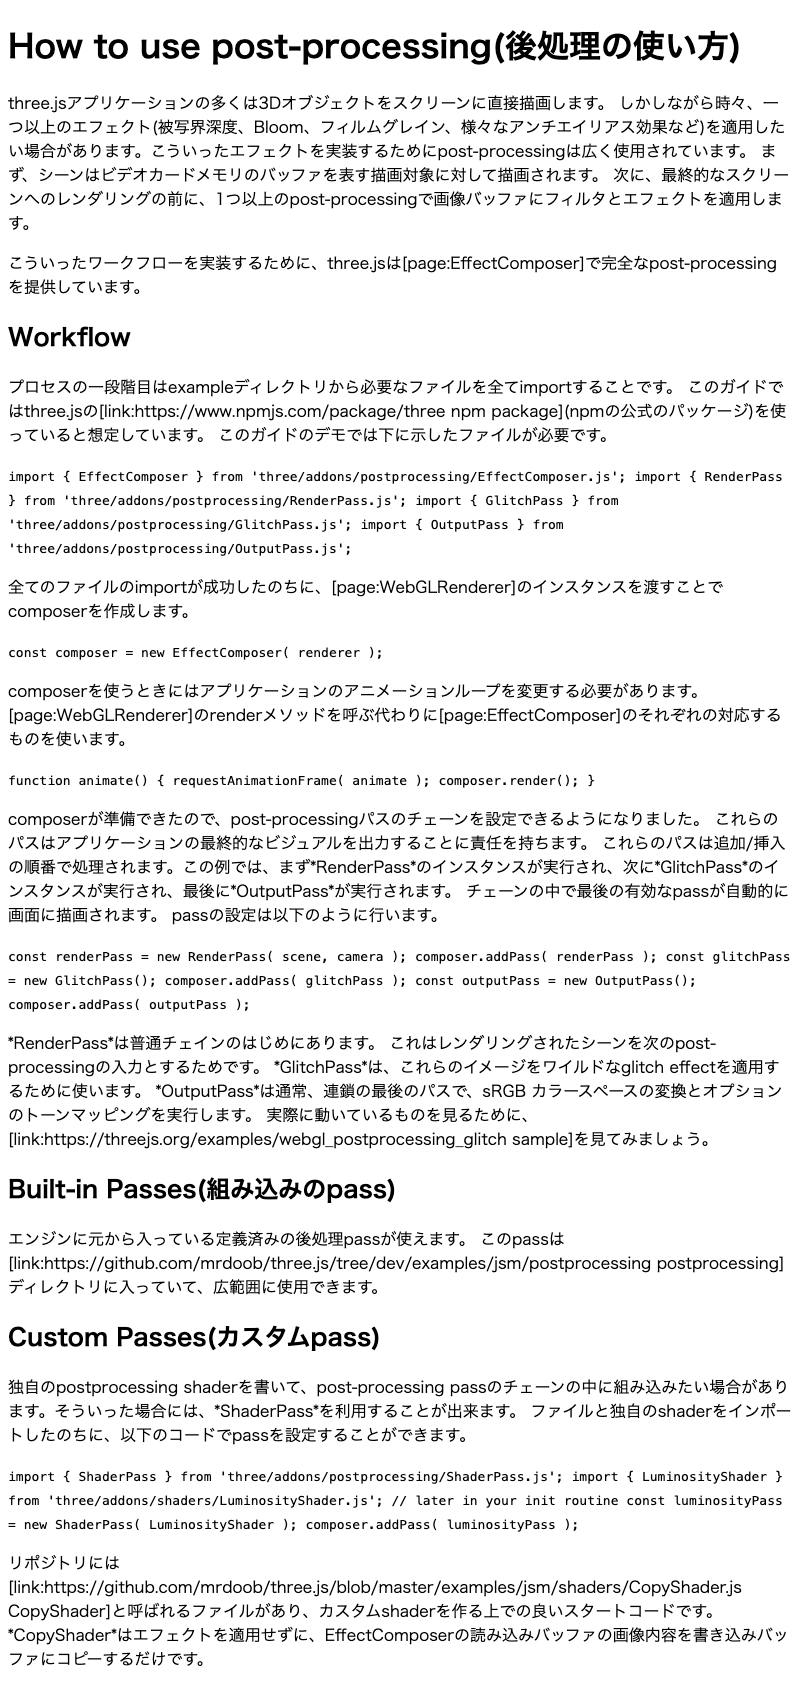 How to use post-processing(後処理の使い方)
three.jsアプリケーションの多くは3Dオブジェクトをスクリーンに直接描画します。 しかしながら時々、一
つ以上のエフェクト(被写界深度、Bloom、フィルムグレイン、様々なアンチエイリアス効果など)を適用した
い場合があります。こういったエフェクトを実装するためにpost-processingは広く使用されています。 ま
ず、シーンはビデオカードメモリのバッファを表す描画対象に対して描画されます。 次に、最終的なスクリー
ンへのレンダリングの前に、1つ以上のpost-processingで画像バッファにフィルタとエフェクトを適用しま
す。
こういったワークフローを実装するために、three.jsは[page:EffectComposer]で完全なpost-processing
を提供しています。
Workflow
プロセスの一段階目はexampleディレクトリから必要なファイルを全てimportすることです。 このガイドで
はthree.jsの[link:https://www.npmjs.com/package/three npm package](npmの公式のパッケージ)を使
っていると想定しています。 このガイドのデモでは下に示したファイルが必要です。
import { EffectComposer } from 'three/addons/postprocessing/EffectComposer.js'; import { RenderPass
} from 'three/addons/postprocessing/RenderPass.js'; import { GlitchPass } from
'three/addons/postprocessing/GlitchPass.js'; import { OutputPass } from
'three/addons/postprocessing/OutputPass.js';
全てのファイルのimportが成功したのちに、[page:WebGLRenderer]のインスタンスを渡すことで
composerを作成します。
const composer = new EffectComposer( renderer );
composerを使うときにはアプリケーションのアニメーションループを変更する必要があります。
[page:WebGLRenderer]のrenderメソッドを呼ぶ代わりに[page:EffectComposer]のそれぞれの対応する
ものを使います。
function animate() { requestAnimationFrame( animate ); composer.render(); }
composerが準備できたので、post-processingパスのチェーンを設定できるようになりました。 これらの
パスはアプリケーションの最終的なビジュアルを出力することに責任を持ちます。 これらのパスは追加/挿入
の順番で処理されます。この例では、まず*RenderPass*のインスタンスが実行され、次に*GlitchPass*のイ
ンスタンスが実行され、最後に*OutputPass*が実行されます。 チェーンの中で最後の有効なpassが自動的に
画面に描画されます。 passの設定は以下のように行います。
const renderPass = new RenderPass( scene, camera ); composer.addPass( renderPass ); const glitchPass
= new GlitchPass(); composer.addPass( glitchPass ); const outputPass = new OutputPass();
composer.addPass( outputPass );
*RenderPass*は普通チェインのはじめにあります。 これはレンダリングされたシーンを次のpost-
processingの入力とするためです。 *GlitchPass*は、これらのイメージをワイルドなglitch effectを適用す
るために使います。 *OutputPass*は通常、連鎖の最後のパスで、sRGB カラースペースの変換とオプション
のトーンマッピングを実行します。 実際に動いているものを見るために、
[link:https://threejs.org/examples/webgl_postprocessing_glitch sample]を見てみましょう。
Built-in Passes(組み込みのpass)
エンジンに元から入っている定義済みの後処理passが使えます。 このpassは
[link:https://github.com/mrdoob/three.js/tree/dev/examples/jsm/postprocessing postprocessing]
ディレクトリに入っていて、広範囲に使用できます。
Custom Passes(カスタムpass)
独自のpostprocessing shaderを書いて、post-processing passのチェーンの中に組み込みたい場合があり
ます。そういった場合には、*ShaderPass*を利用することが出来ます。 ファイルと独自のshaderをインポー
トしたのちに、以下のコードでpassを設定することができます。
import { ShaderPass } from 'three/addons/postprocessing/ShaderPass.js'; import { LuminosityShader }
from 'three/addons/shaders/LuminosityShader.js'; // later in your init routine const luminosityPass
= new ShaderPass( LuminosityShader ); composer.addPass( luminosityPass );
リポジトリには
[link:https://github.com/mrdoob/three.js/blob/master/examples/jsm/shaders/CopyShader.js
CopyShader]と呼ばれるファイルがあり、カスタムshaderを作る上での良いスタートコードです。
*CopyShader*はエフェクトを適用せずに、EffectComposerの読み込みバッファの画像内容を書き込みバッ
ファにコピーするだけです。